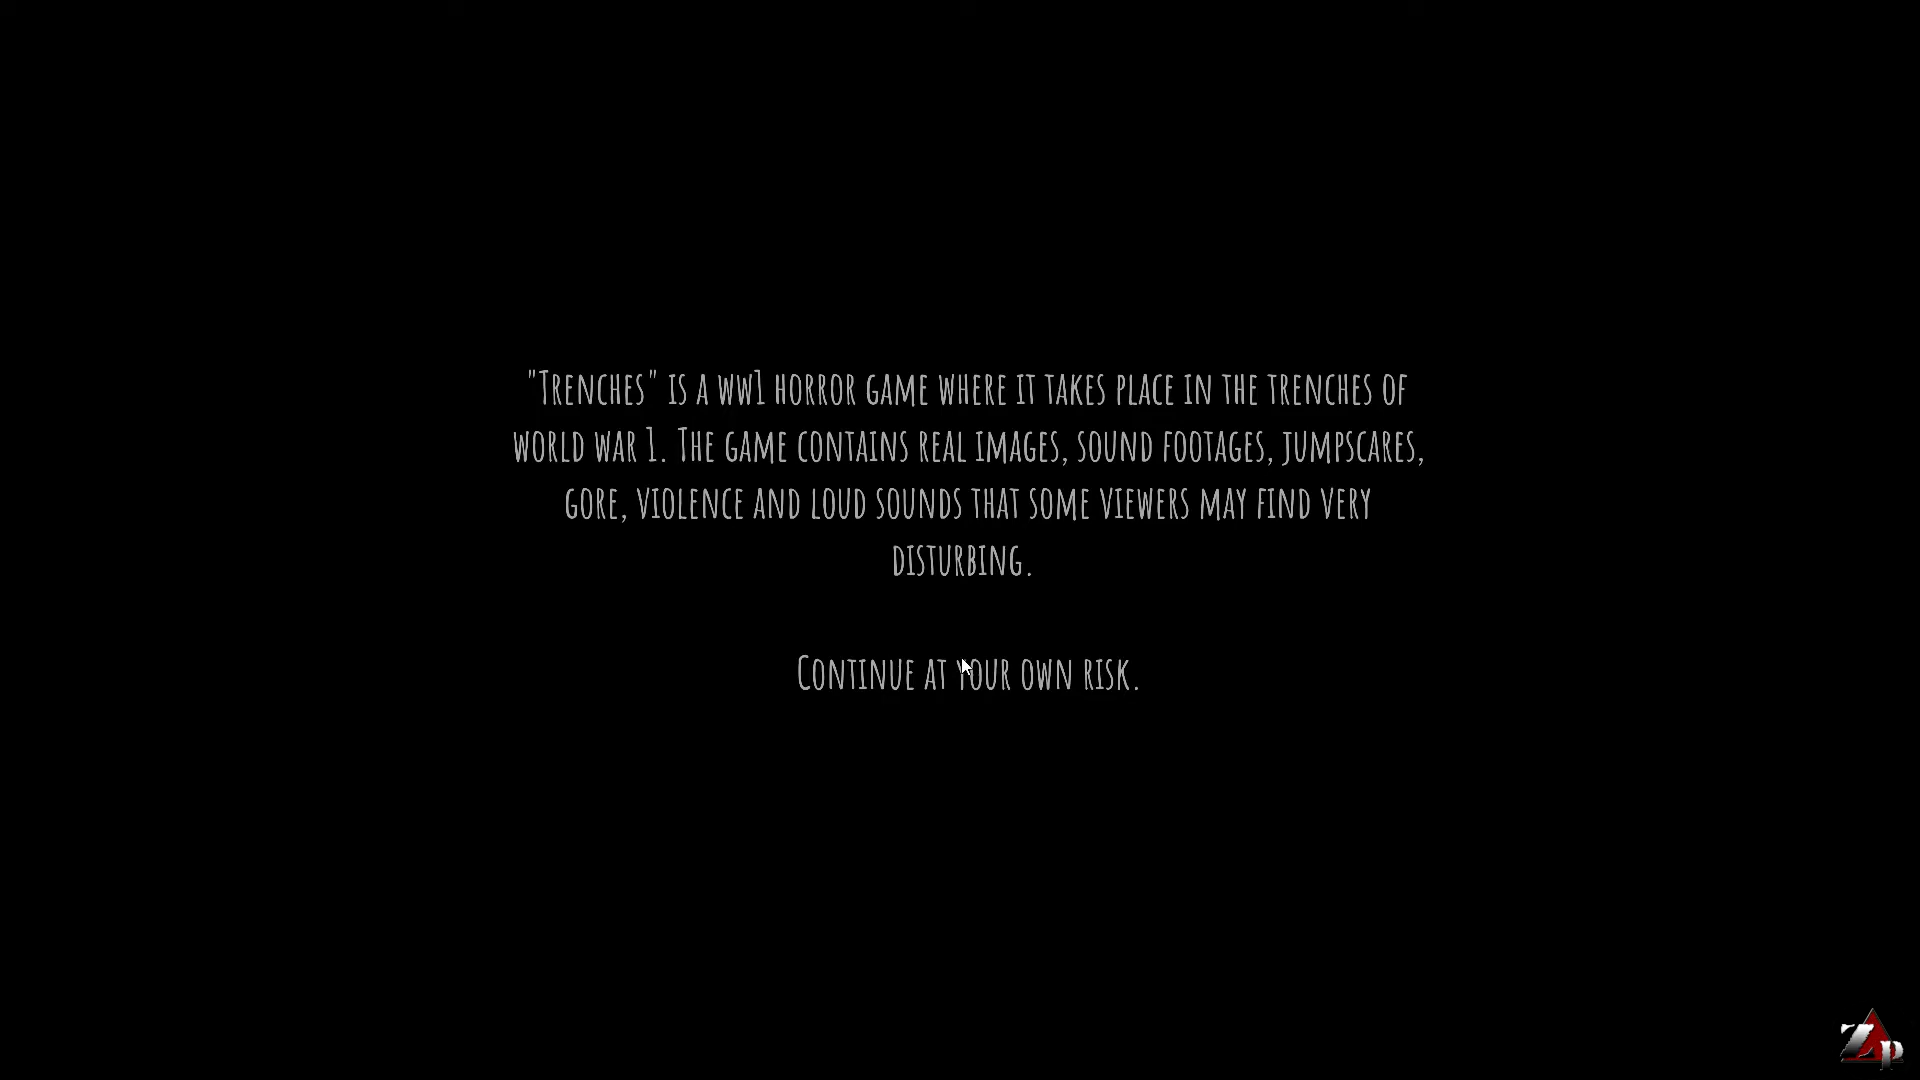 "Trenches" is a ww1 horror game where it takes place in the trenches of
world war 1. The game contains real images, sound footages, jumpscares,
gore, violence and loud sounds that some viewers may find very
disturbing.
Continue at your own risk.
Zp